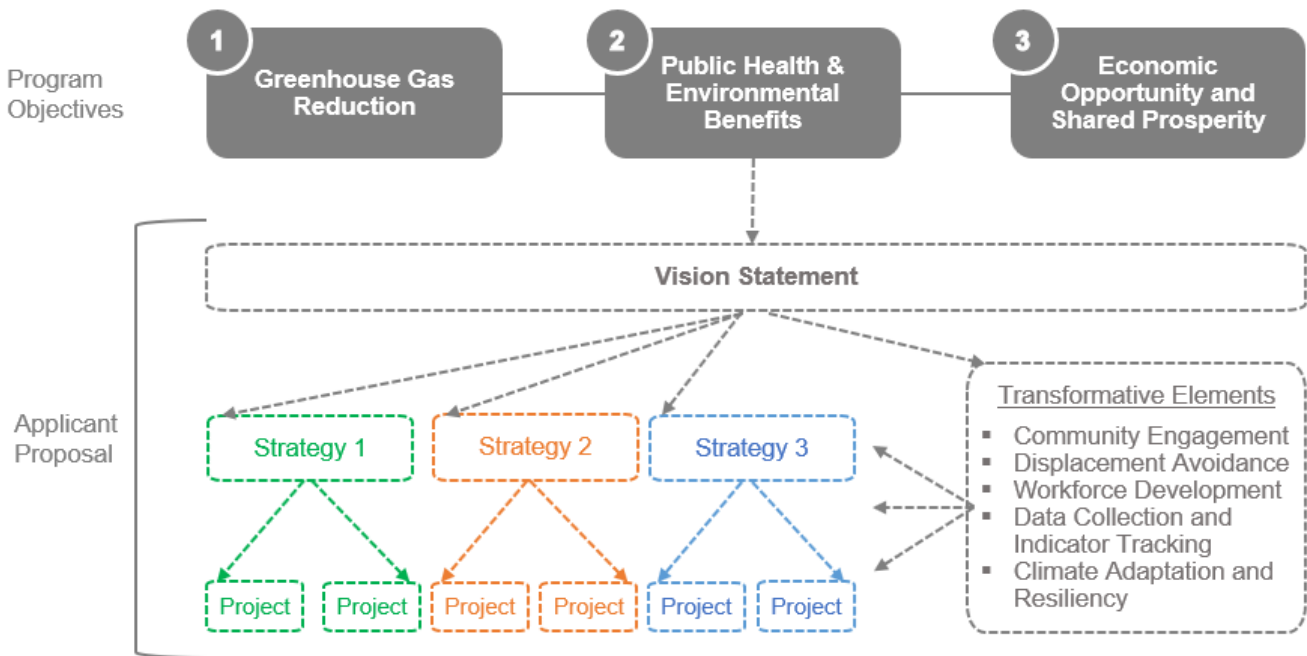 Program
Objectives
1
Greenhouse Gas
Reduction
2
Public Health &
Environmental
Benefits
3
Economic
Opportunity and
Shared Prosperity
Applicant
Proposal
Vision Statement
Strategy 1
Strategy 2
Strategy 3
Project
Project
Project
Project
Project
Project
Transformative Elements
▪ Community Engagement
▪ Displacement Avoidance
▪ Workforce Development
▪ Data Collection and
Indicator Tracking
▪ Climate Adaptation and
Resiliency